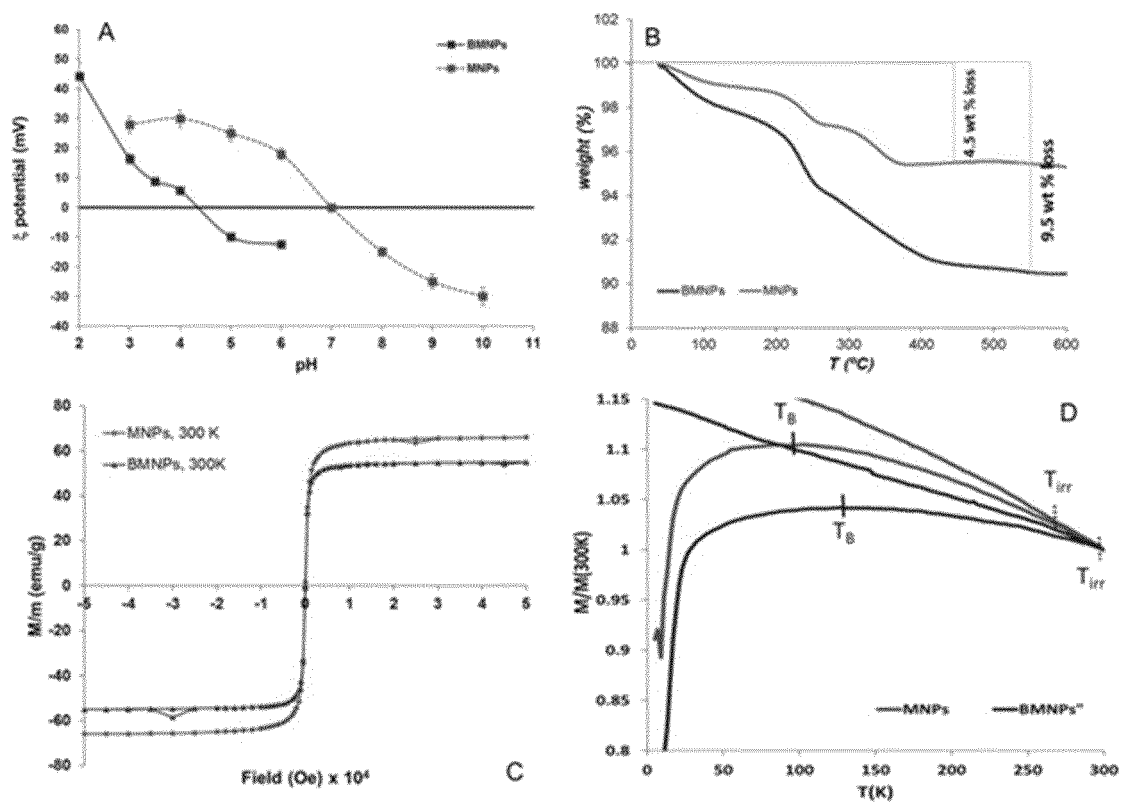 A
60
50
40
30
20
10
0
-10
-20
-30
-40
2 3 4 5 6 7 8 9 10 11
pH
ξ potential (mV)
BMNPs
MNPs
B
102
100
98
96
94
92
90
88
0 100 200 300 400 500 600
T (ºC)
weight (%)
4.5 wt % loss
9.5 wt % loss
BMNPs MNPs
80
60
40
20
0
-20
-40
-60
-80
-5 -4 -3 -2 -1 0 1 2 3 4 5
M/m (emu/g)
MNPs, 300 K
BMNPs, 300K
Field (Oe) x 10⁴
C
D
1.15
1.1
1.05
1
0.95
0.9
0.85
0.8
0 50 100 150 200 250 300
T(K)
M/M(300K)
TB
TB
Tirr
Tirr
MNPs BMNPs"